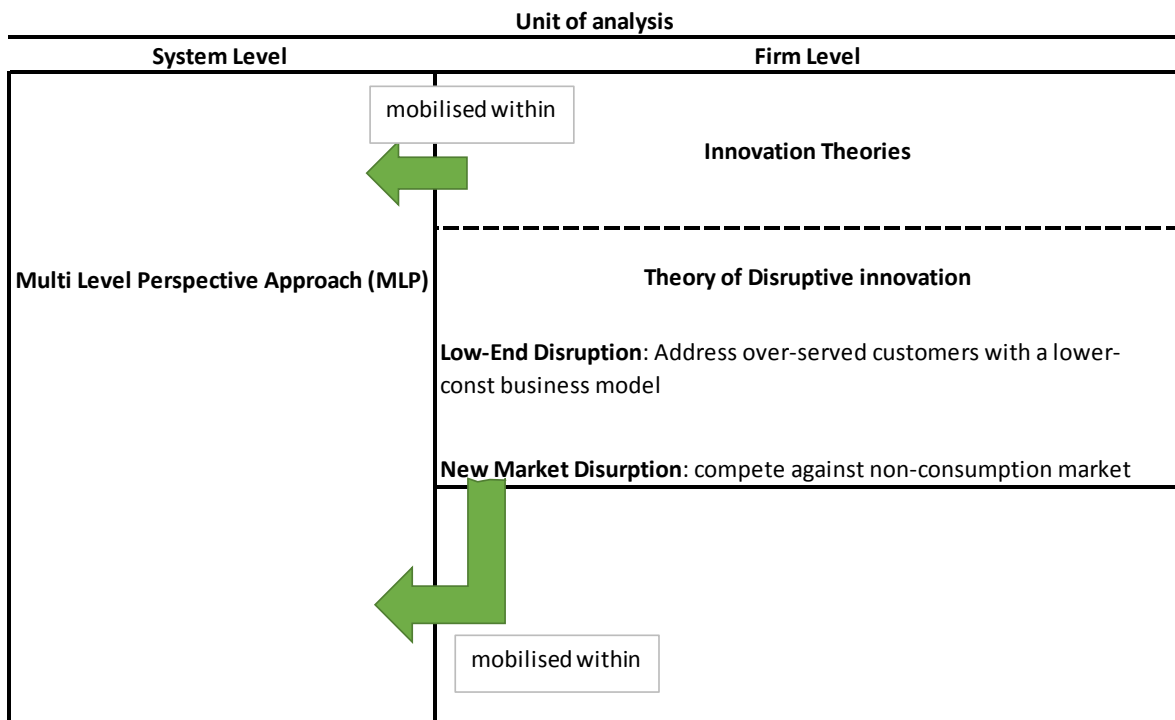 Unit of analysis
System Level
Firm Level
mobilised within
Innovation Theories
Multi Level Perspective Approach (MLP)
Theory of Disruptive innovation
Low-End Disruption: Address over-served customers with a lower-
const business model
New Market Disurption: compete against non-consumption market
mobilised within